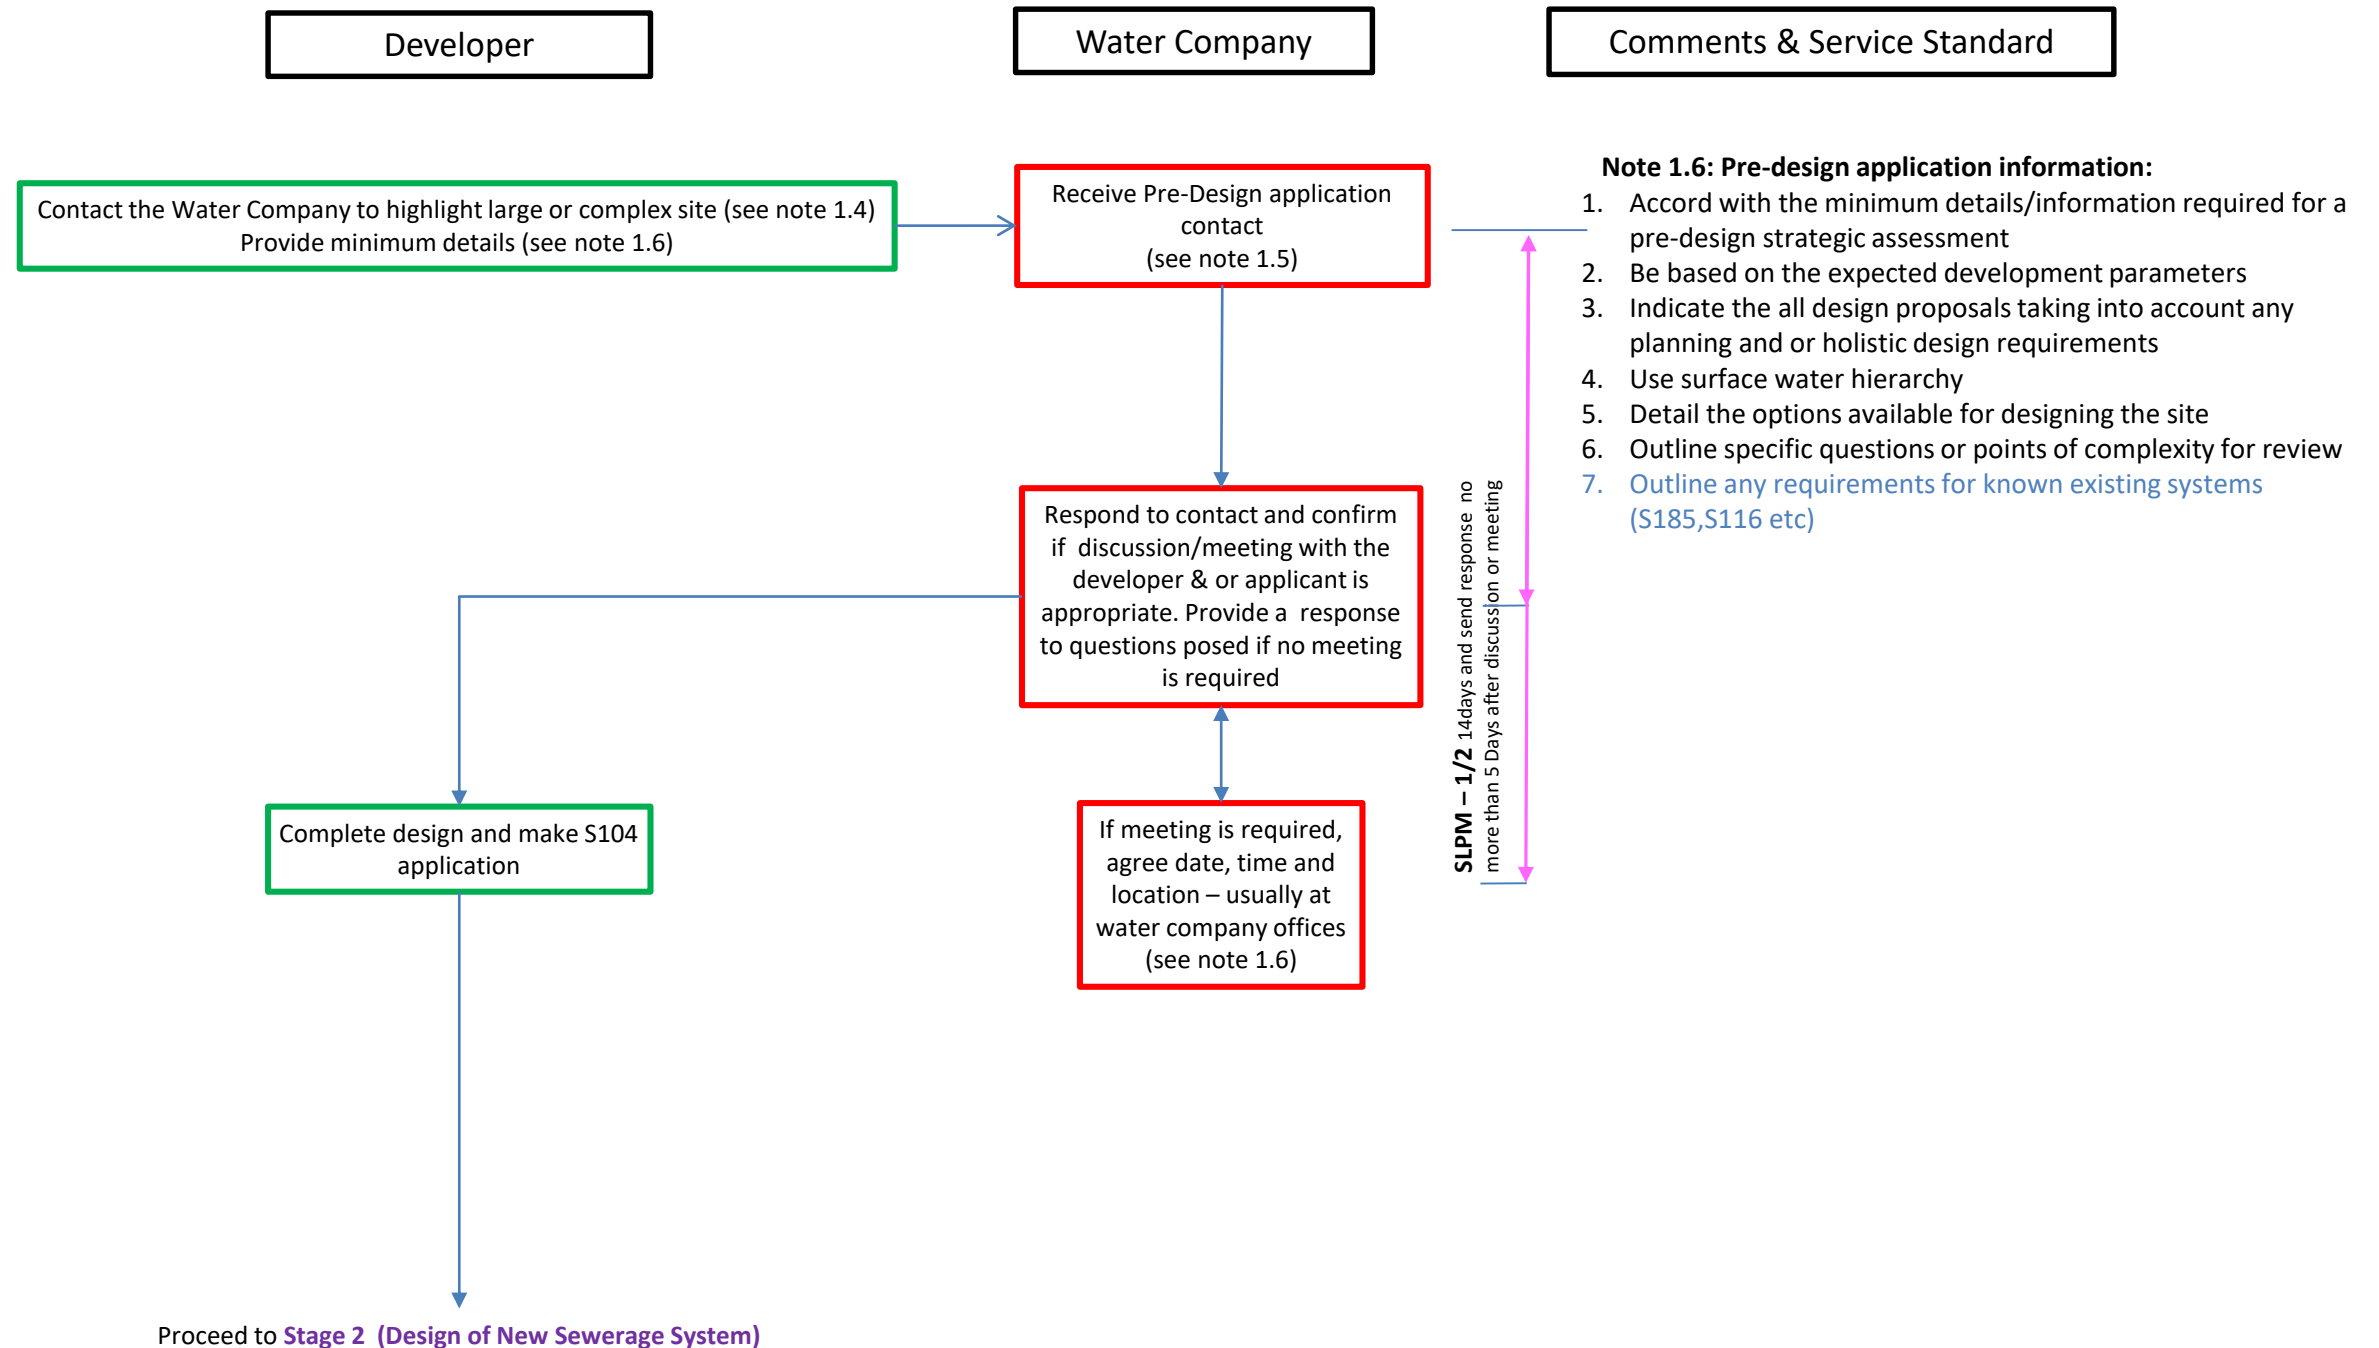 Developer
Water Company
Comments & Service Standard
Contact the Water Company to highlight large or complex site (see note 1.4)
Provide minimum details (see note 1.6)
Receive Pre-Design application
contact
(see note 1.5)
Note 1.6: Pre-design application information:
1. Accord with the minimum details/information required for a
pre-design strategic assessment
2. Be based on the expected development parameters
3. Indicate the all design proposals taking into account any
planning and or holistic design requirements
4. Use surface water hierarchy
5. Detail the options available for designing the site
6. Outline specific questions or points of complexity for review
7. Outline any requirements for known existing systems
(S185,S116 etc)
Respond to contact and confirm
if discussion/meeting with the
developer & or applicant is
appropriate. Provide a response
to questions posed if no meeting
is required
SLPM – 1/2 14days and send response no
more than 5 Days after discussion or meeting
Complete design and make S104
application
If meeting is required,
agree date, time and
location – usually at
water company offices
(see note 1.6)
Proceed to Stage 2 (Design of New Sewerage System)